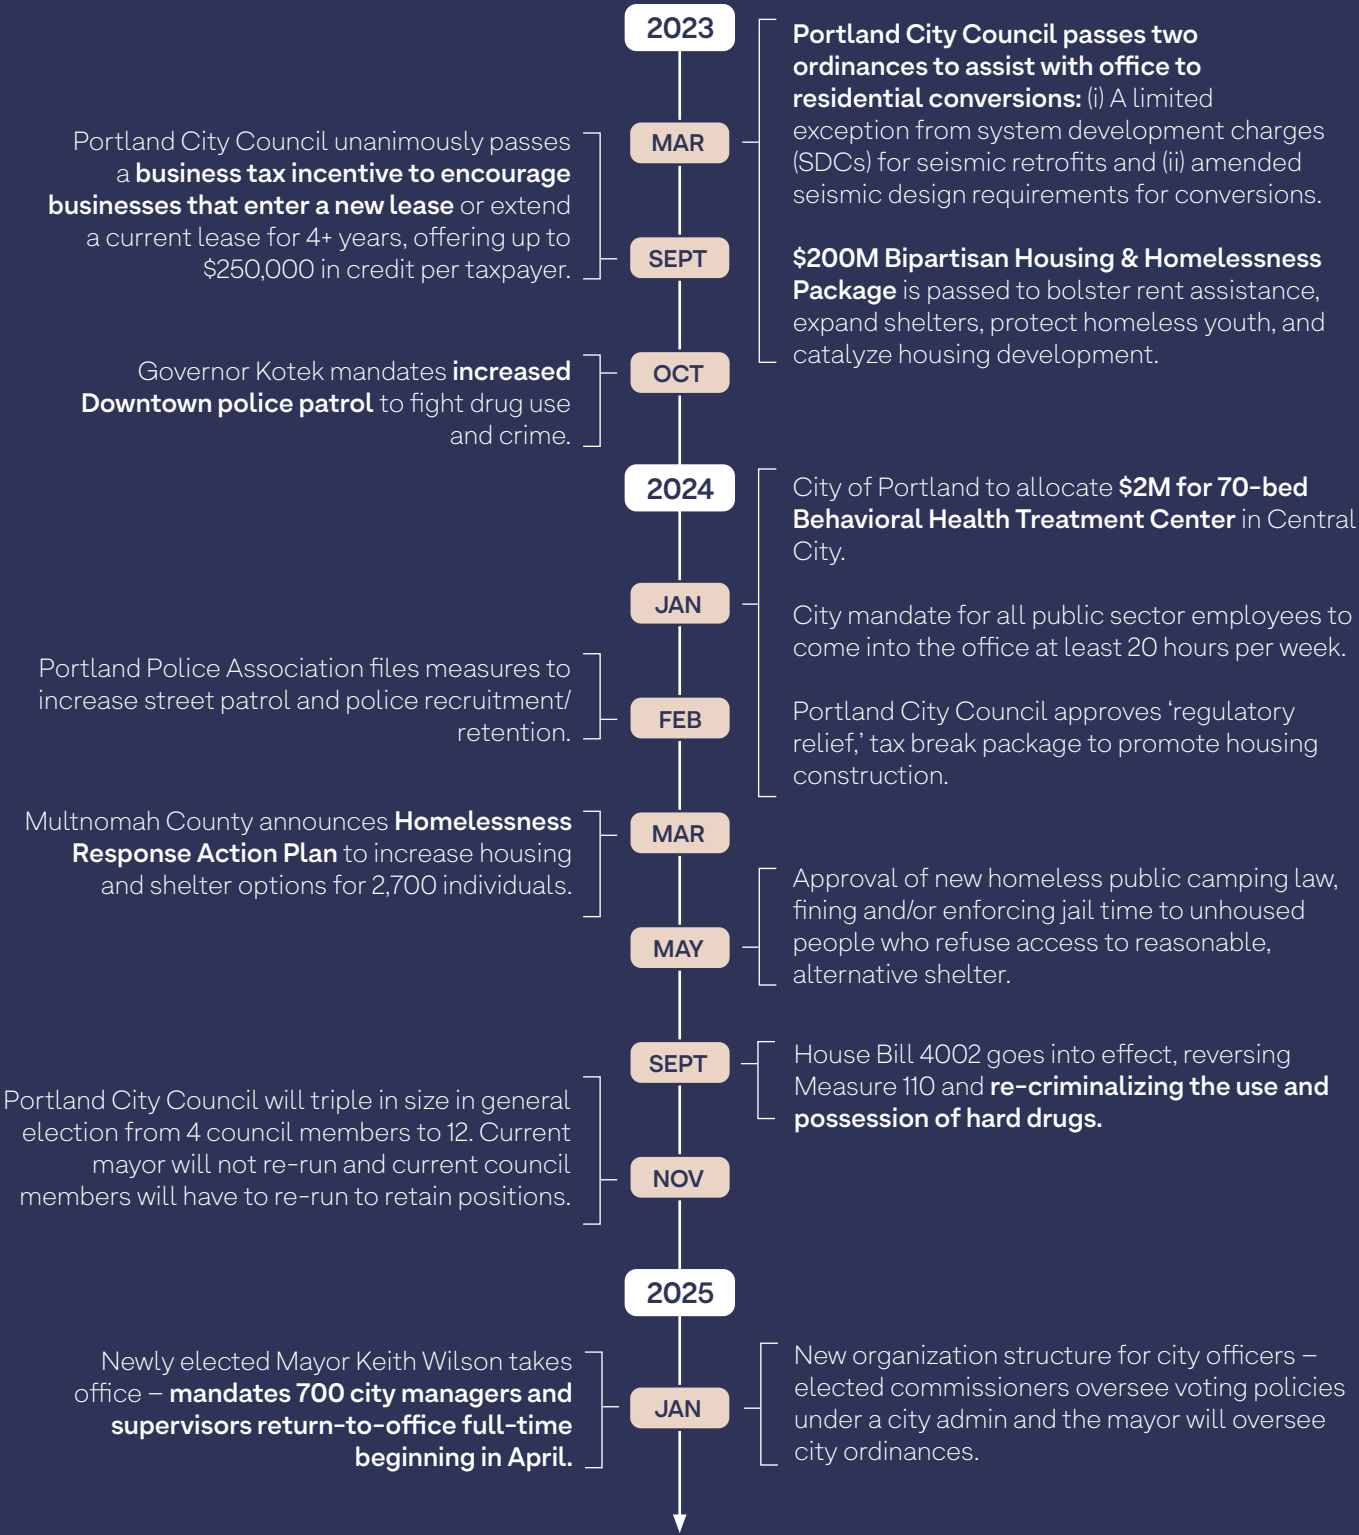 2023
MAR
Portland City Council passes two
ordinances to assist with office to
residential conversions: (i) A limited
exception from system development charges
(SDCs) for seismic retrofits and (ii) amended
seismic design requirements for conversions.
$200M Bipartisan Housing & Homelessness
Package is passed to bolster rent assistance,
expand shelters, protect homeless youth, and
catalyze housing development.
Portland City Council unanimously passes
a business tax incentive to encourage
businesses that enter a new lease or extend
a current lease for 4+ years, offering up to
$250,000 in credit per taxpayer.
SEPT
Governor Kotek mandates increased
Downtown police patrol to fight drug use
and crime.
OCT
2024
JAN
City of Portland to allocate $2M for 70-bed
Behavioral Health Treatment Center in Central
City.
City mandate for all public sector employees to
come into the office at least 20 hours per week.
Portland City Council approves ‘regulatory
relief,’ tax break package to promote housing
construction.
Portland Police Association files measures to
increase street patrol and police recruitment/
retention.
FEB
Multnomah County announces Homelessness
Response Action Plan to increase housing
and shelter options for 2,700 individuals.
MAR
MAY
Approval of new homeless public camping law,
fining and/or enforcing jail time to unhoused
people who refuse access to reasonable,
alternative shelter.
SEPT
House Bill 4002 goes into effect, reversing
Measure 110 and re-criminalizing the use and
possession of hard drugs.
Portland City Council will triple in size in general
election from 4 council members to 12. Current
mayor will not re-run and current council
members will have to re-run to retain positions.
NOV
2025
Newly elected Mayor Keith Wilson takes
office – mandates 700 city managers and
supervisors return-to-office full-time
beginning in April.
JAN
New organization structure for city officers –
elected commissioners oversee voting policies
under a city admin and the mayor will oversee
city ordinances.